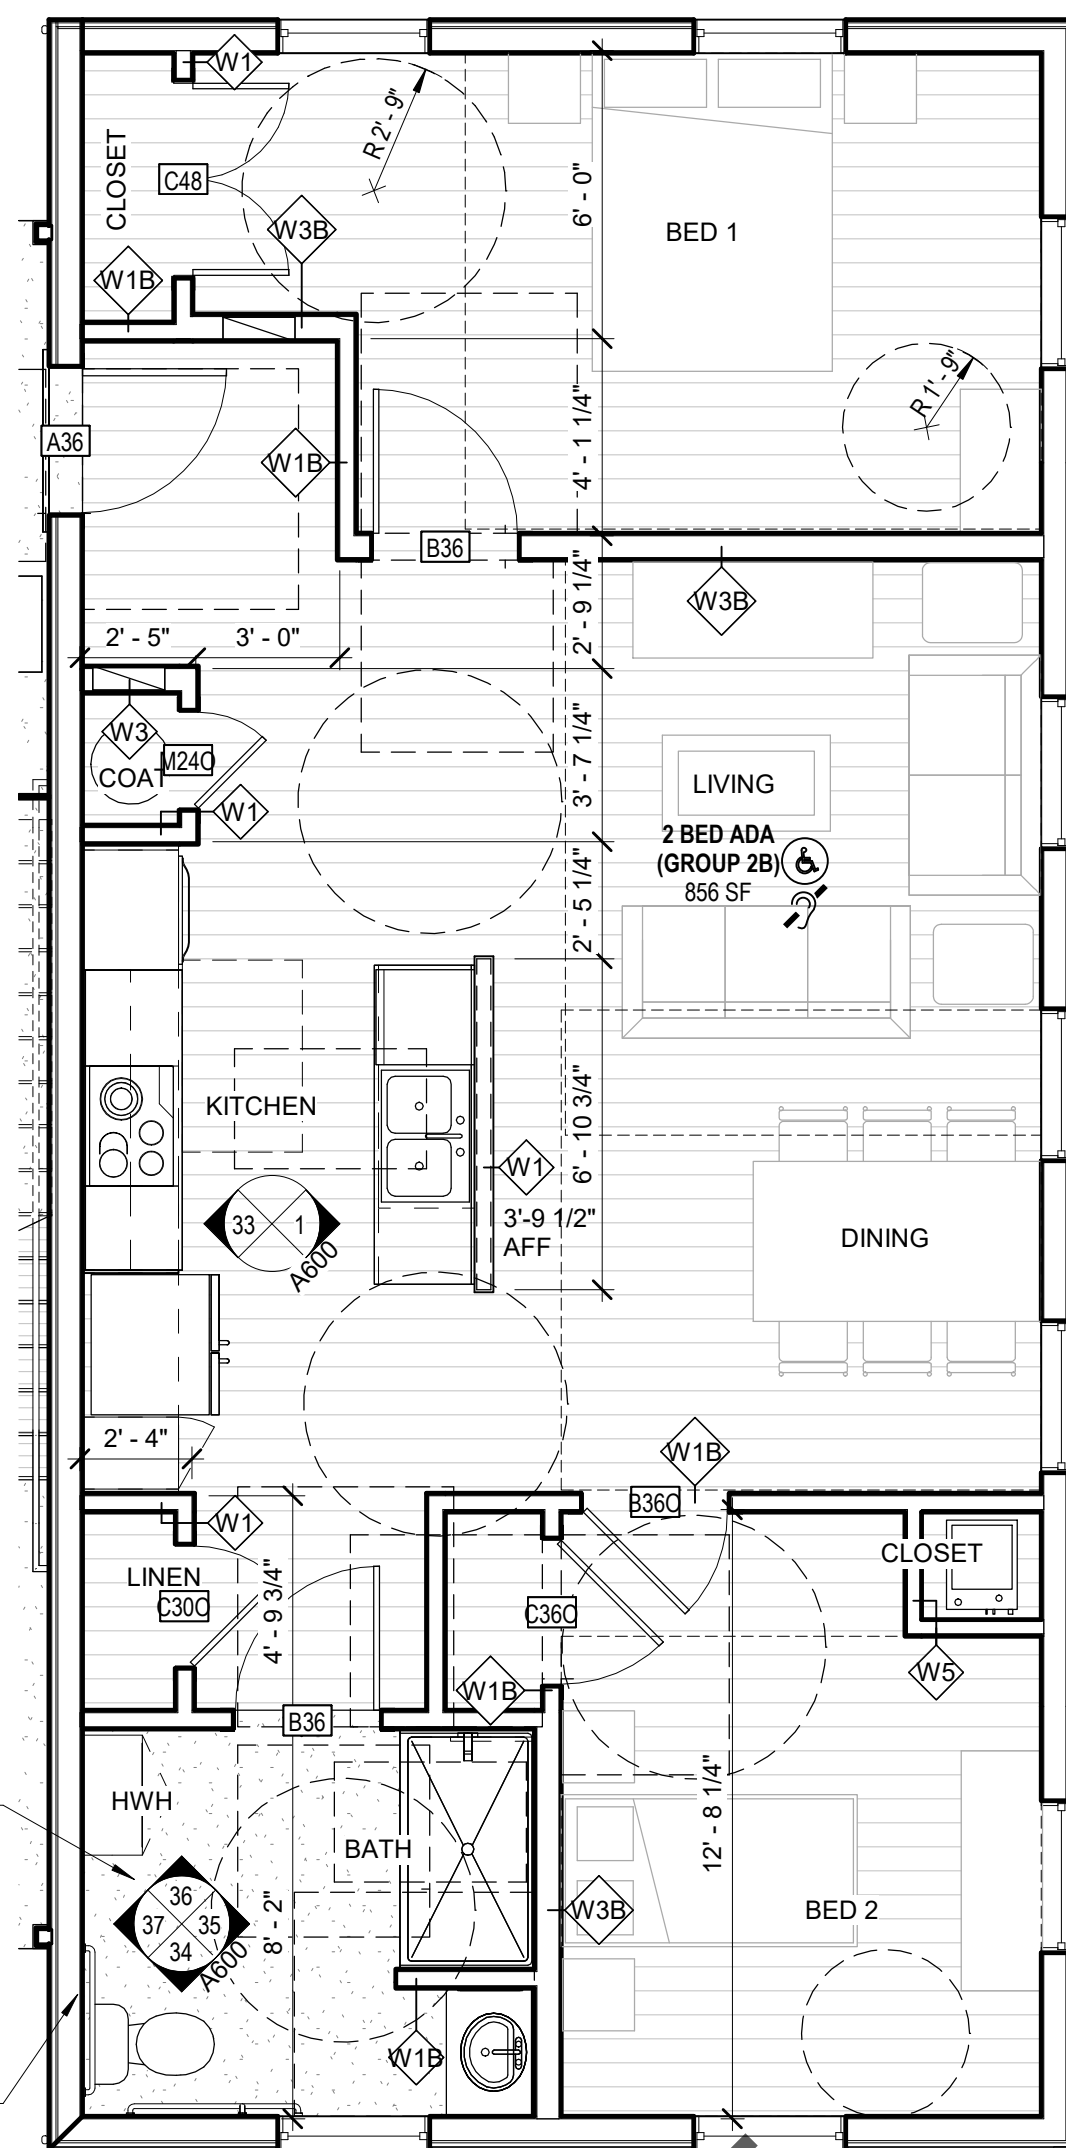 W1
R 2' - 9"
CLOSET
C48
6' - 0"
W3B
BED 1
W1B
R 1' - 9"
A36
W1B
4' - 1 1/4"
B36
2' - 9 1/4"
W3B
2' - 5"
3' - 0"
W3
M24O
COAT
3' - 7 1/4"
LIVING
W1
2 BED ADA
(GROUP 2B)
856 SF
2' - 5 1/4"
KITCHEN
6' - 10 3/4"
W1
3'-9 1/2"
AFF
33
1
A600
DINING
2' - 4"
W1B
B36O
W1
CLOSET
LINEN
C30O
4' - 9 3/4"
C36O
W5
W1B
B36
HWH
BATH
12' - 8 1/4"
36
37
35
34
A600
8' - 2"
W3B
BED 2
W1B